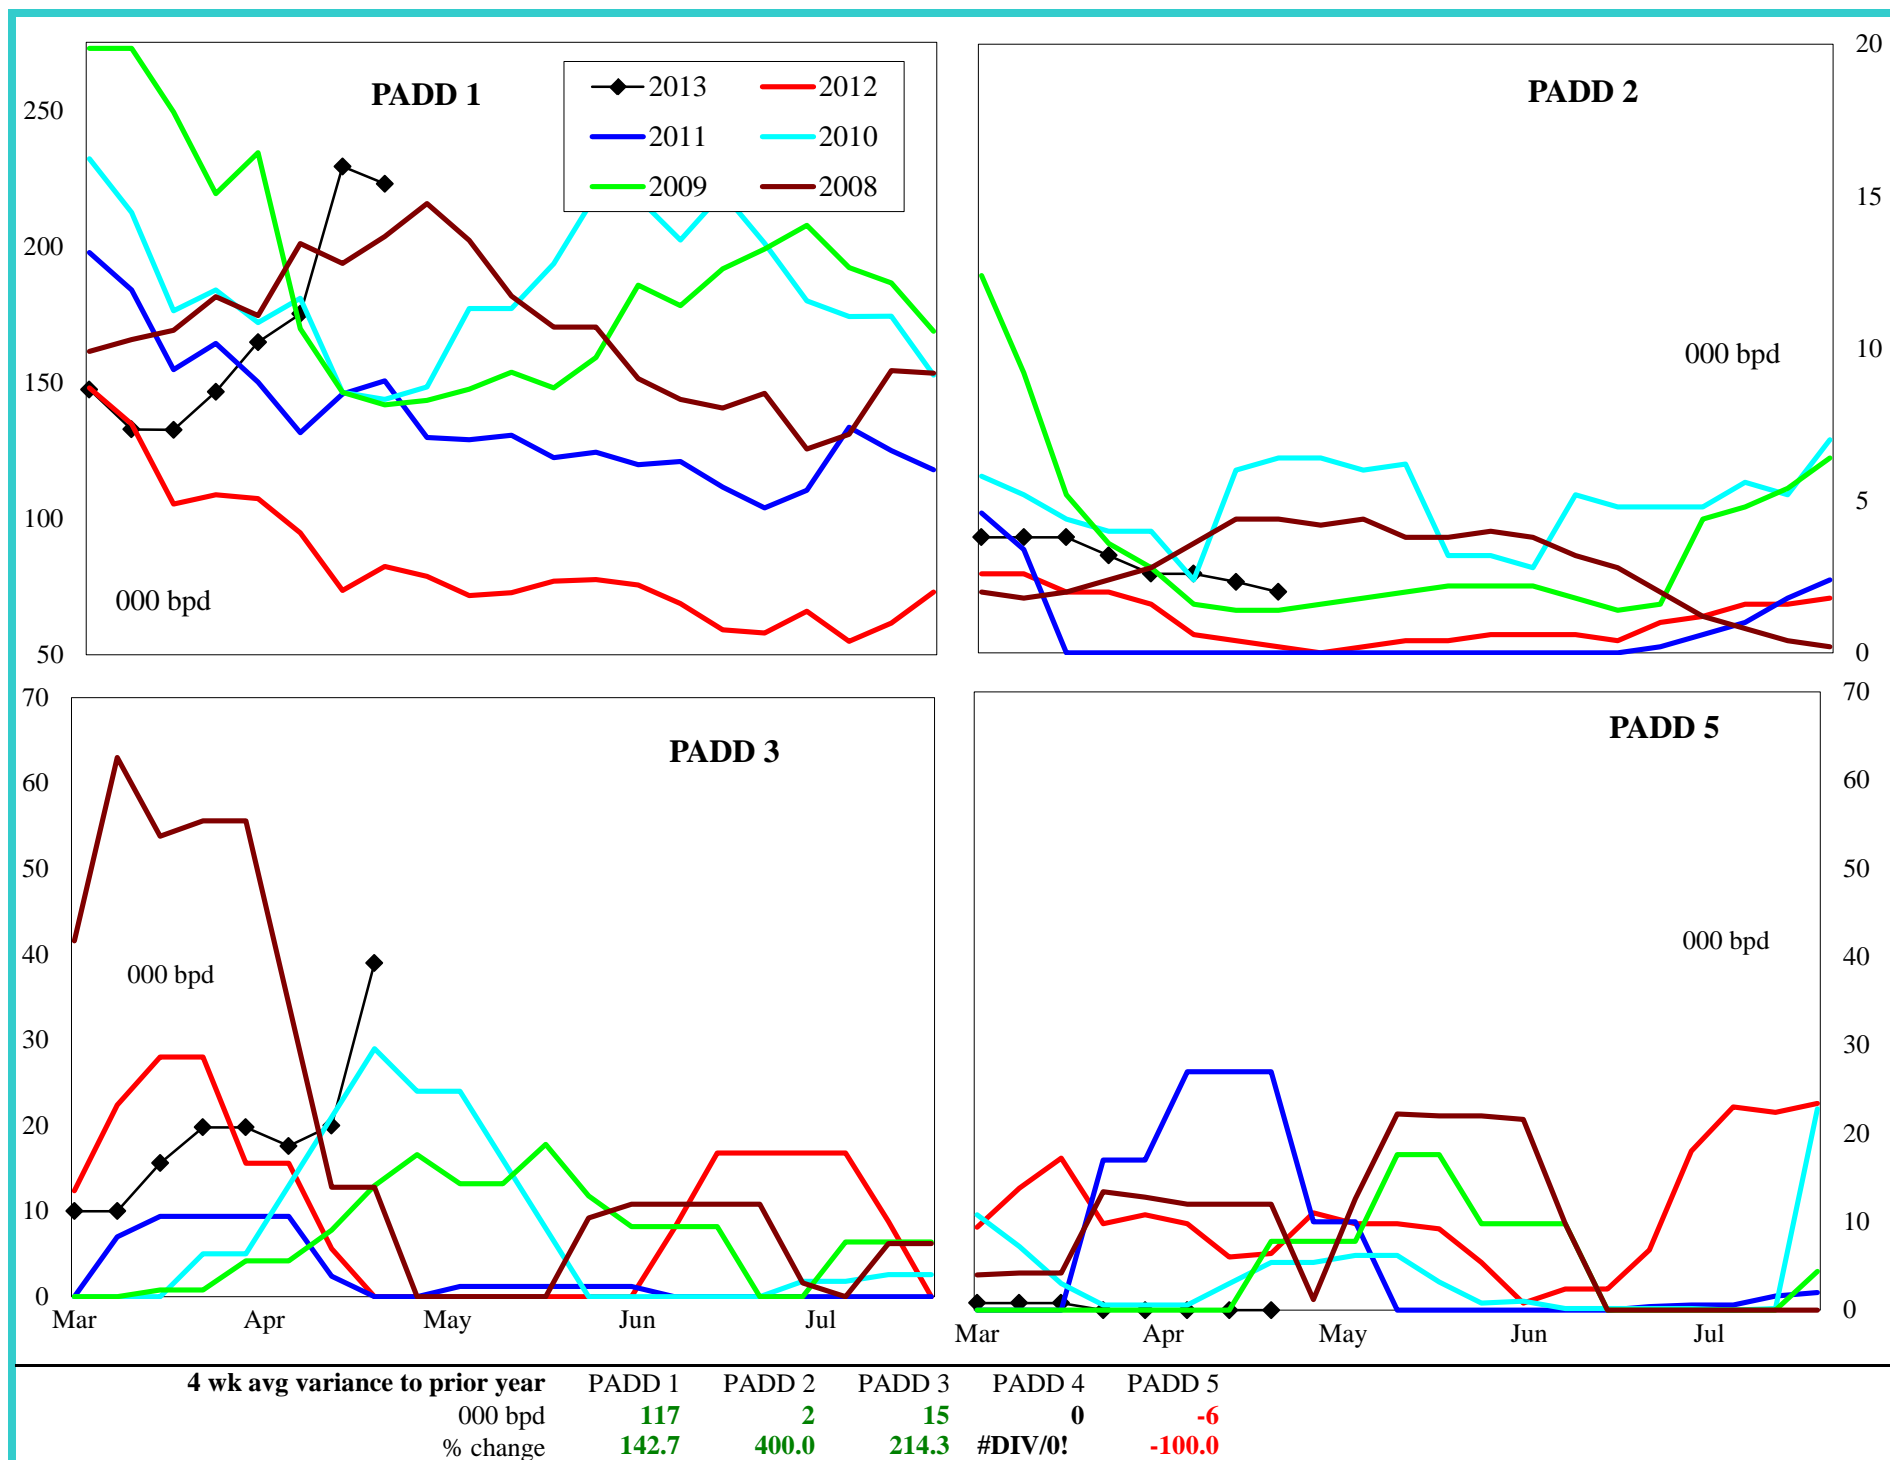 PADD 1
2013 2012
2011 2010
2009 2008
250
200
150
100
50
000 bpd
PADD 2
20
15
10
5
0
000 bpd
PADD 3
70
60
50
40
30
20
10
0
000 bpd
Mar Apr May Jun Jul
PADD 5
70
60
50
40
30
20
10
0
000 bpd
Mar Apr May Jun Jul
4 wk avg variance to prior year PADD 1 PADD 2 PADD 3 PADD 4 PADD 5
000 bpd 117 2 15 0 -6
% change 142.7 400.0 214.3 #DIV/0! -100.0